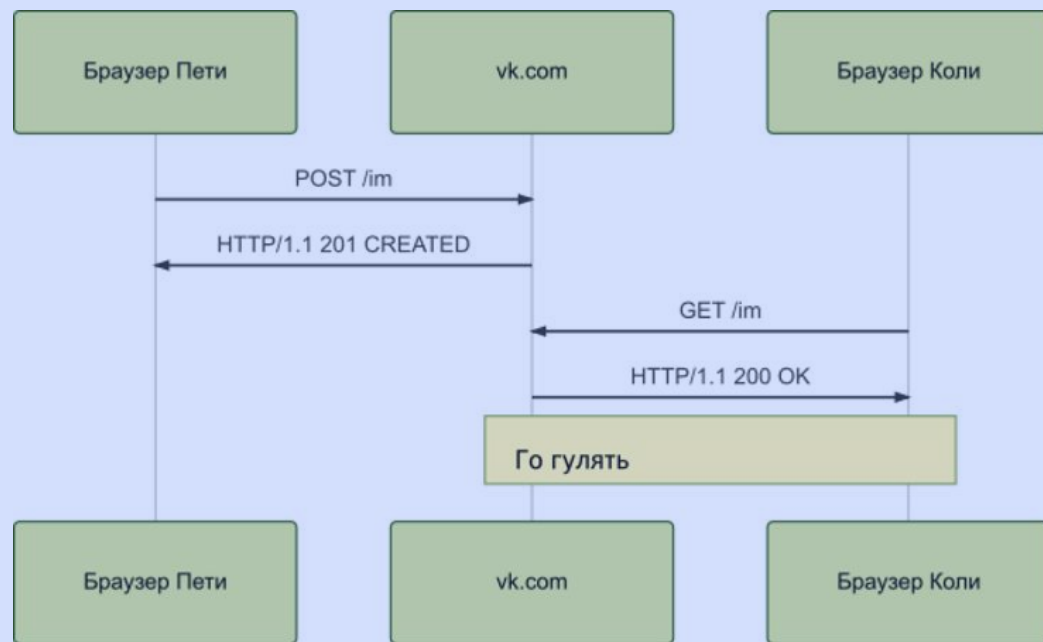 Браузер Пети
vk.com
Браузер Коли
POST /im
HTTP/1.1 201 CREATED
GET /im
HTTP/1.1 200 OK
Го гулять
Браузер Пети
vk.com
Браузер Коли